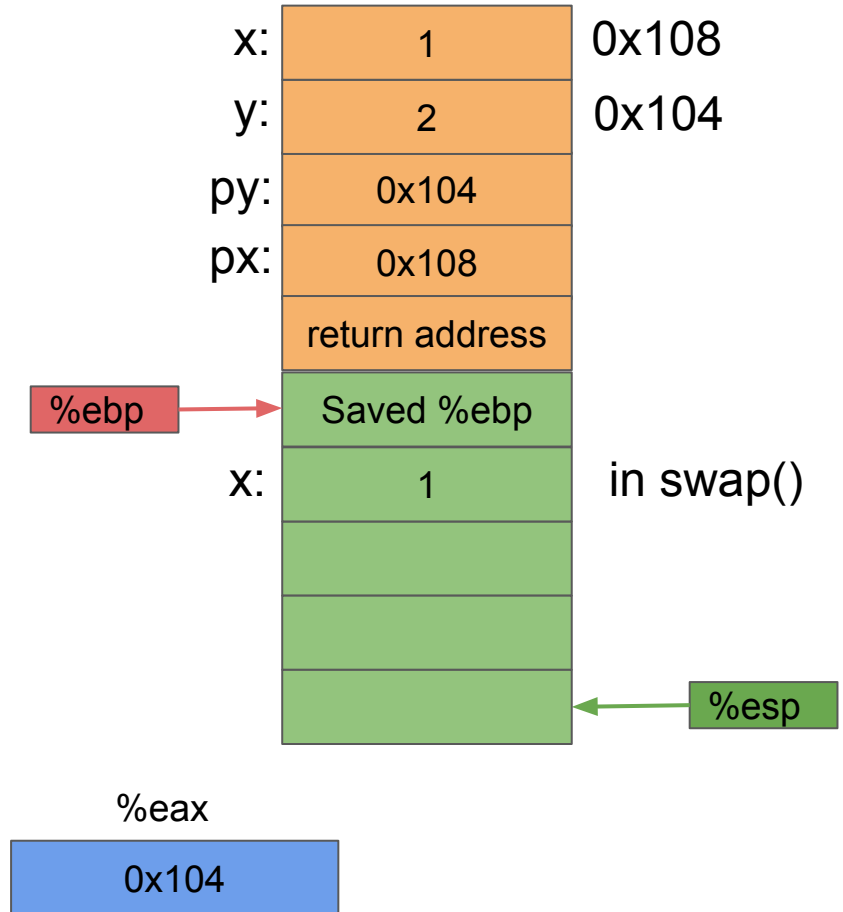 x: 1 0x108
y: 2 0x104
py: 0x104
px: 0x108
return address
%ebp Saved %ebp
x: 1 in swap()
%esp
%eax
0x104